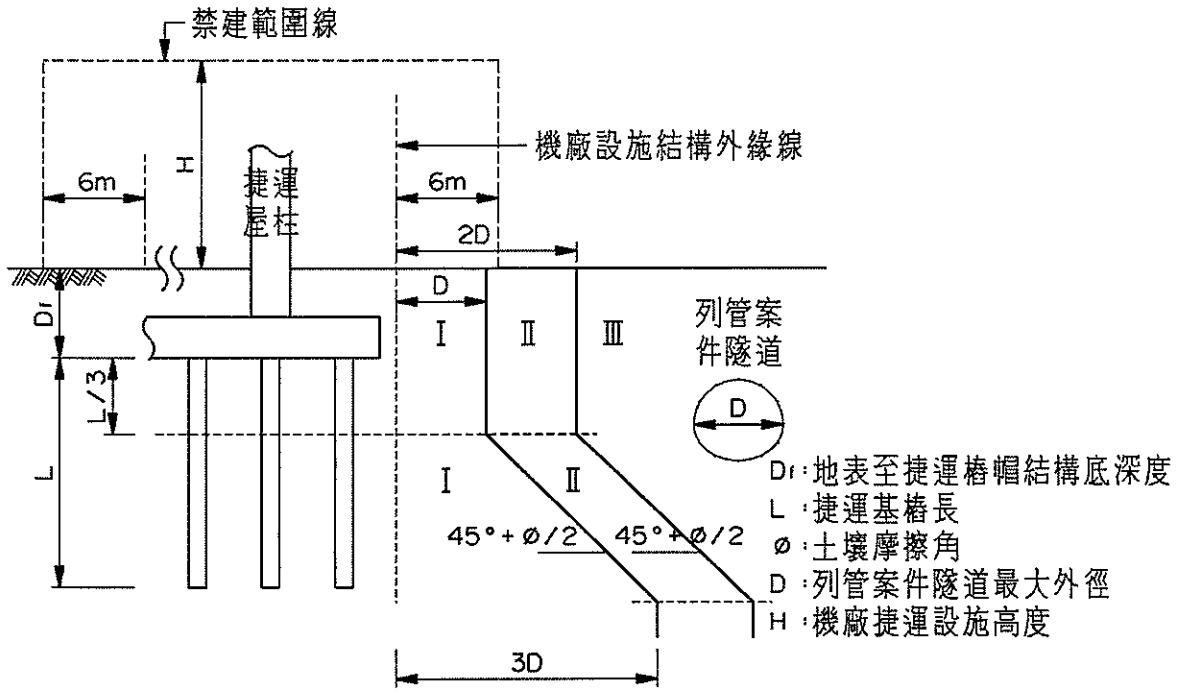 禁建範圍線
機廠設施結構外緣線
H
6m
捷運
屋柱
6m
2D
D
Df
I
II
III
列管案
件隧道
L/3
D
L
I
II
45°+Ø/2
45°+Ø/2
Df:地表至捷運樁帽結構底深度
L:捷運基樁長
Ø:土壤摩擦角
D:列管案件隧道最大外徑
H:機廠捷運設施高度
3D